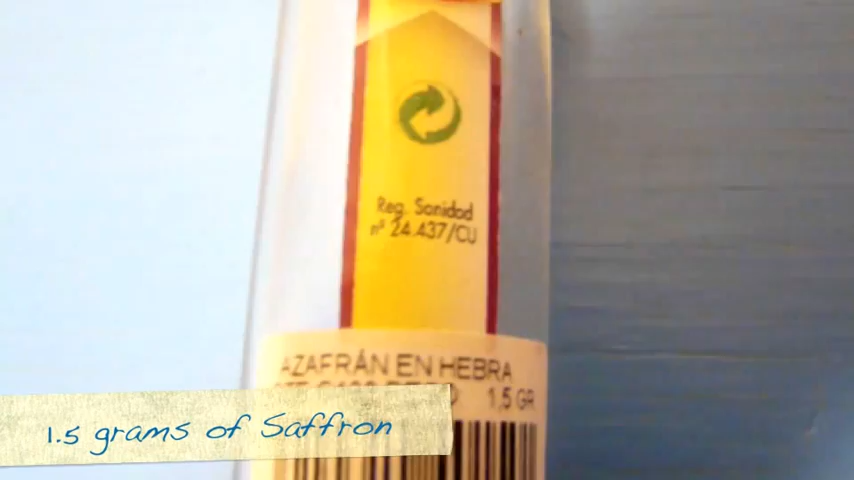 Reg. Sanidad
nº 24.437/CU
AZAFRÁN EN HEBRA
1,5 GR
1.5 grams of Saffron